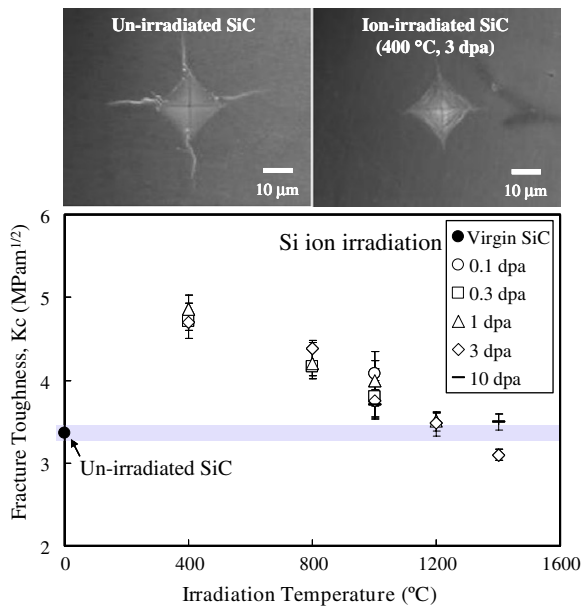 Un-irradiated SiC
Ion-irradiated SiC
(400 °C, 3 dpa)
10 μm
10 μm
Fracture Toughness, Kc (MPam1/2)
6
5
4
3
2
Si ion irradiation
Virgin SiC
0.1 dpa
0.3 dpa
1 dpa
3 dpa
10 dpa
Un-irradiated SiC
0
400
800
1200
1600
Irradiation Temperature (ºC)